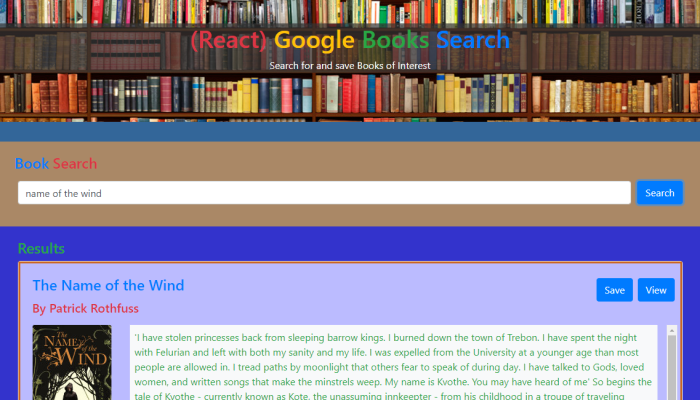 (React) Google Books Search
Search for and save Books of Interest
Book Search
name of the wind
Search
Results
The Name of the Wind
Save
View
By Patrick Rothfuss
The
NAME
of the
WIND
'I have stolen princesses back from sleeping barrow kings. I burned down the town of Trebon. I have spent the night
with Felurian and left with both my sanity and my life. I was expelled from the University at a younger age than most
people are allowed in. I tread paths by moonlight that others fear to speak of during day. I have talked to Gods, loved
women, and written songs that make the minstrels weep. My name is Kvothe. You may have heard of me' So begins the
tale of Kvothe - currently known as Kote, the unassuming innkeepter - from his childhood in a troupe of traveling